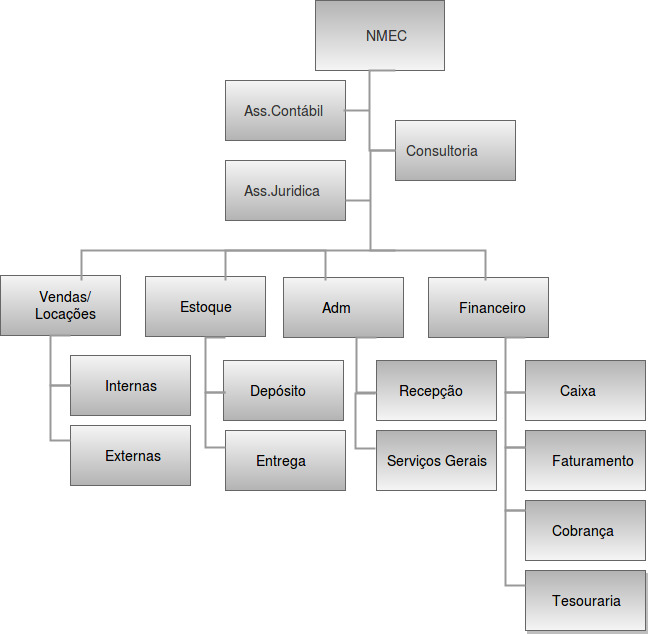 NMEC
Ass.Contábil
Consultoria
Ass.Juridica
Vendas/
Locações
Estoque
Adm
Financeiro
Internas
Externas
Depósito
Entrega
Recepção
Serviços Gerais
Caixa
Faturamento
Cobrança
Tesouraria